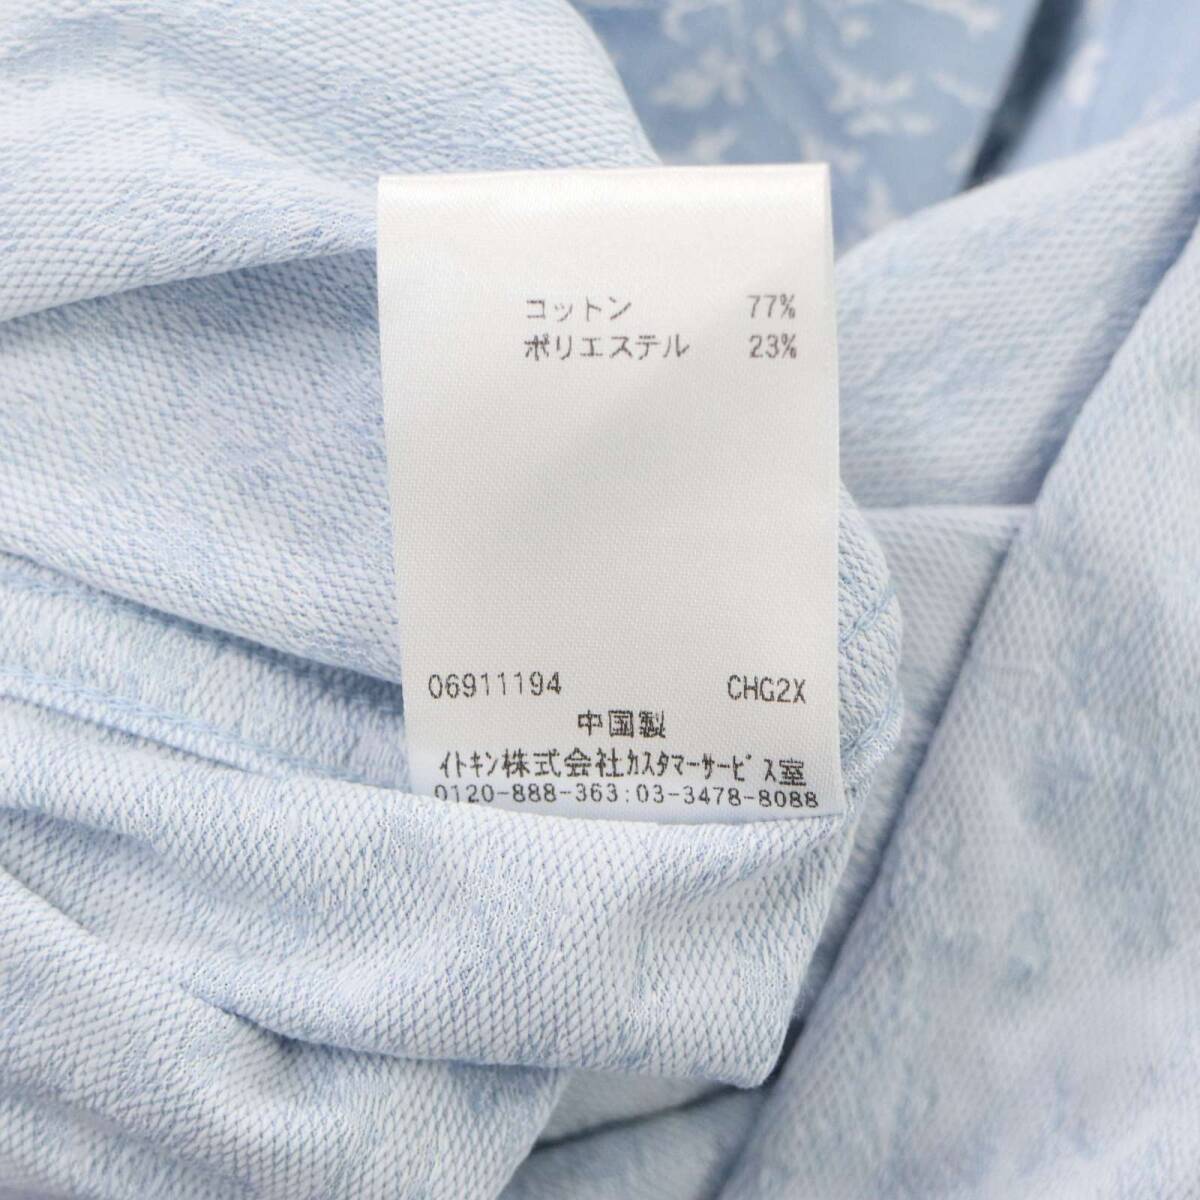 コットン 77%
ポリエステル 23%
06911194 CHG2X
中国製
イトキン株式会社カスタマーサービス室
0120-888-363:03-3478-8088